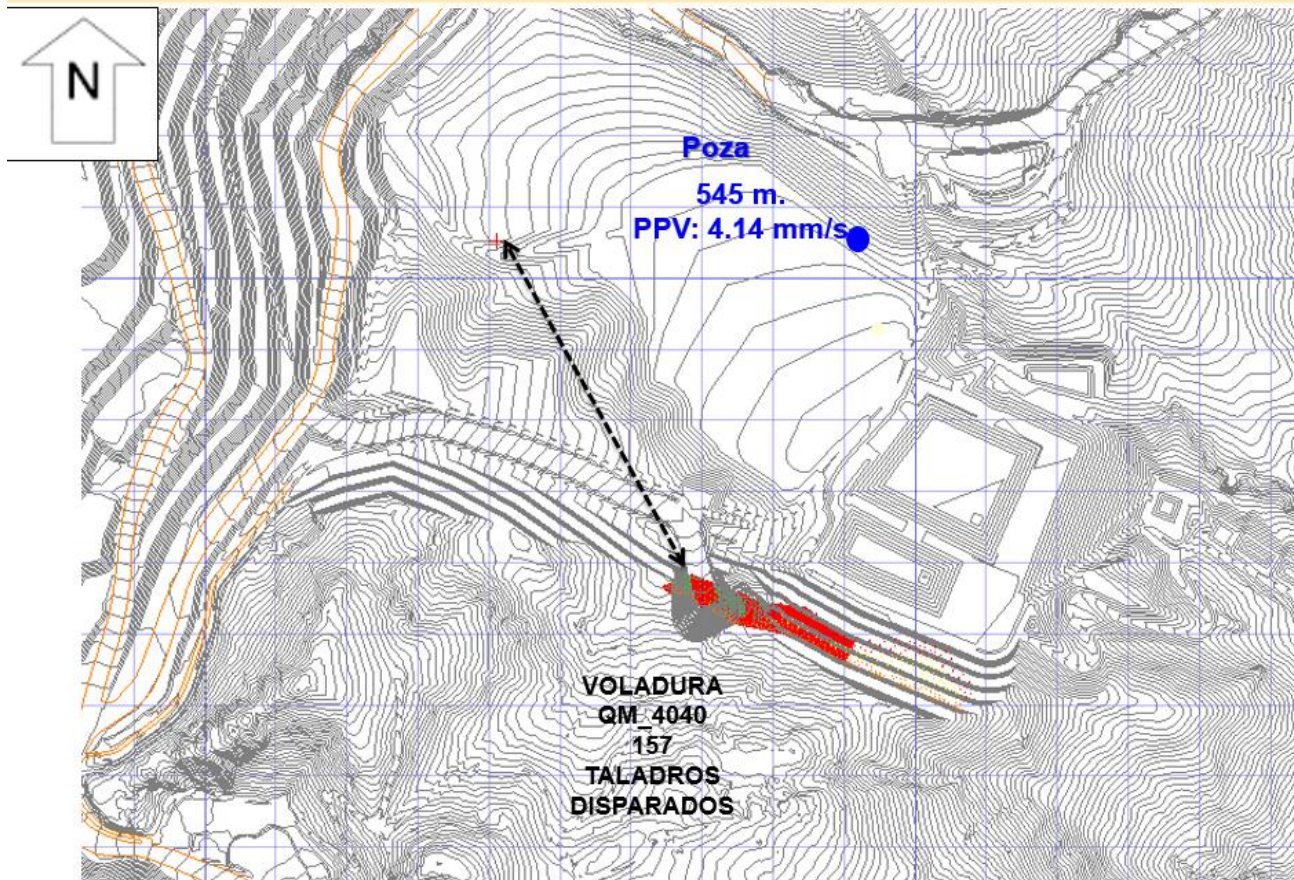 N
Poza
545 m.
PPV: 4.14 mm/s
VOLADURA
QM_4040
157
TALADROS
DISPARADOS